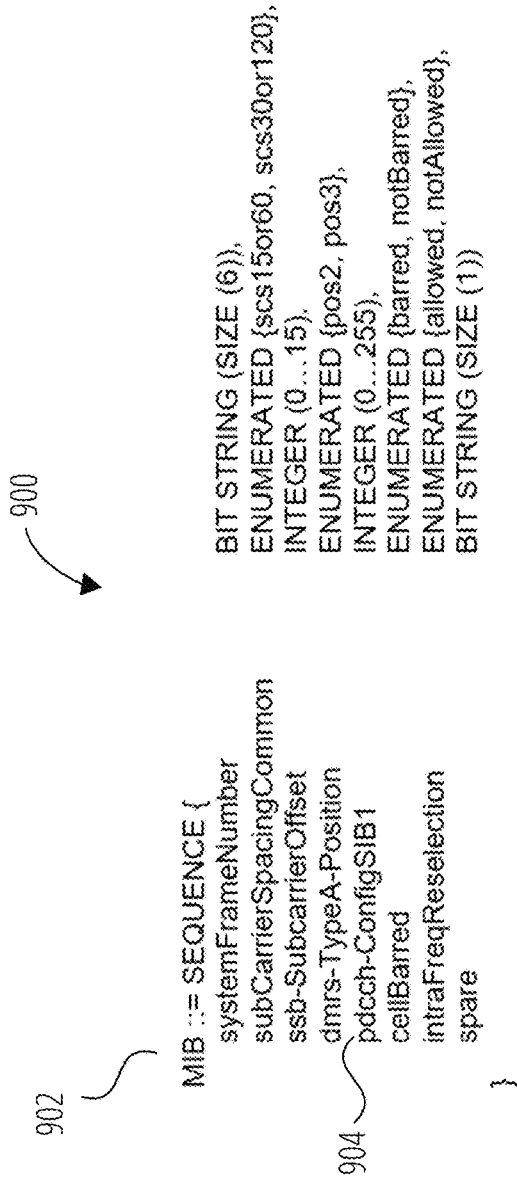 900
902
MIB ::= SEQUENCE {
systemFrameNumber BIT STRING (SIZE (6)),
subCarrierSpacingCommon ENUMERATED {scs15or60, scs30or120},
ssb-SubcarrierOffset INTEGER (0...15),
dmrs-TypeA-Position ENUMERATED {pos2, pos3},
pdcch-ConfigSIB1 INTEGER (0...255),
cellBarred ENUMERATED {barred, notBarred},
intraFreqReselection ENUMERATED {allowed, notAllowed},
spare BIT STRING (SIZE (1))
}
904